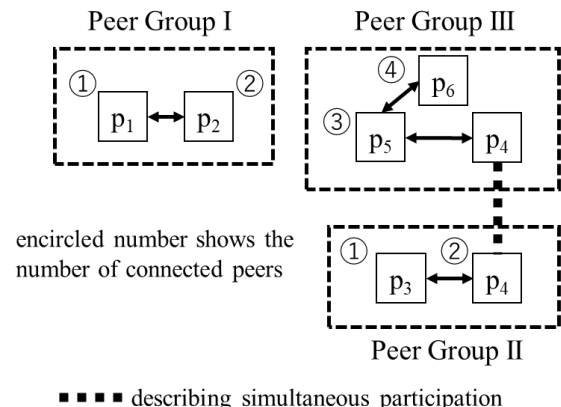 Peer Group I
Peer Group III
① ②
p₁ p₂
④
p₆
③
p₅ p₄
encircled number shows the
number of connected peers
① ②
p₃ p₄
Peer Group II
describing simultaneous participation